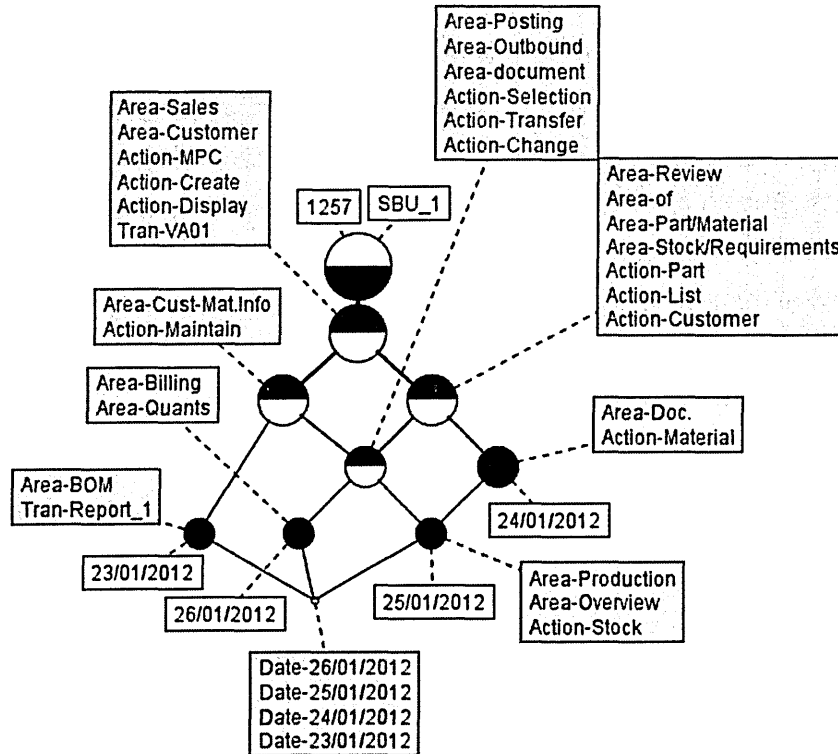 Area-Posting
Area-Outbound
Area-document
Action-Selection
Action-Transfer
Action-Change
Area-Sales
Area-Customer
Action-MPC
Action-Create
Action-Display
Tran-VA01
Area-Review
Area-of
Area-Part/Material
Area-Stock/Requirements
Action-Part
Action-List
Action-Customer
1257
SBU_1
Area-Cust-Mat.Info
Action-Maintain
Area-Billing
Area-Quants
Area-Doc.
Action-Material
Area-BOM
Tran-Report_1
24/01/2012
23/01/2012
26/01/2012
25/01/2012
Area-Production
Area-Overview
Action-Stock
Date-26/01/2012
Date-25/01/2012
Date-24/01/2012
Date-23/01/2012